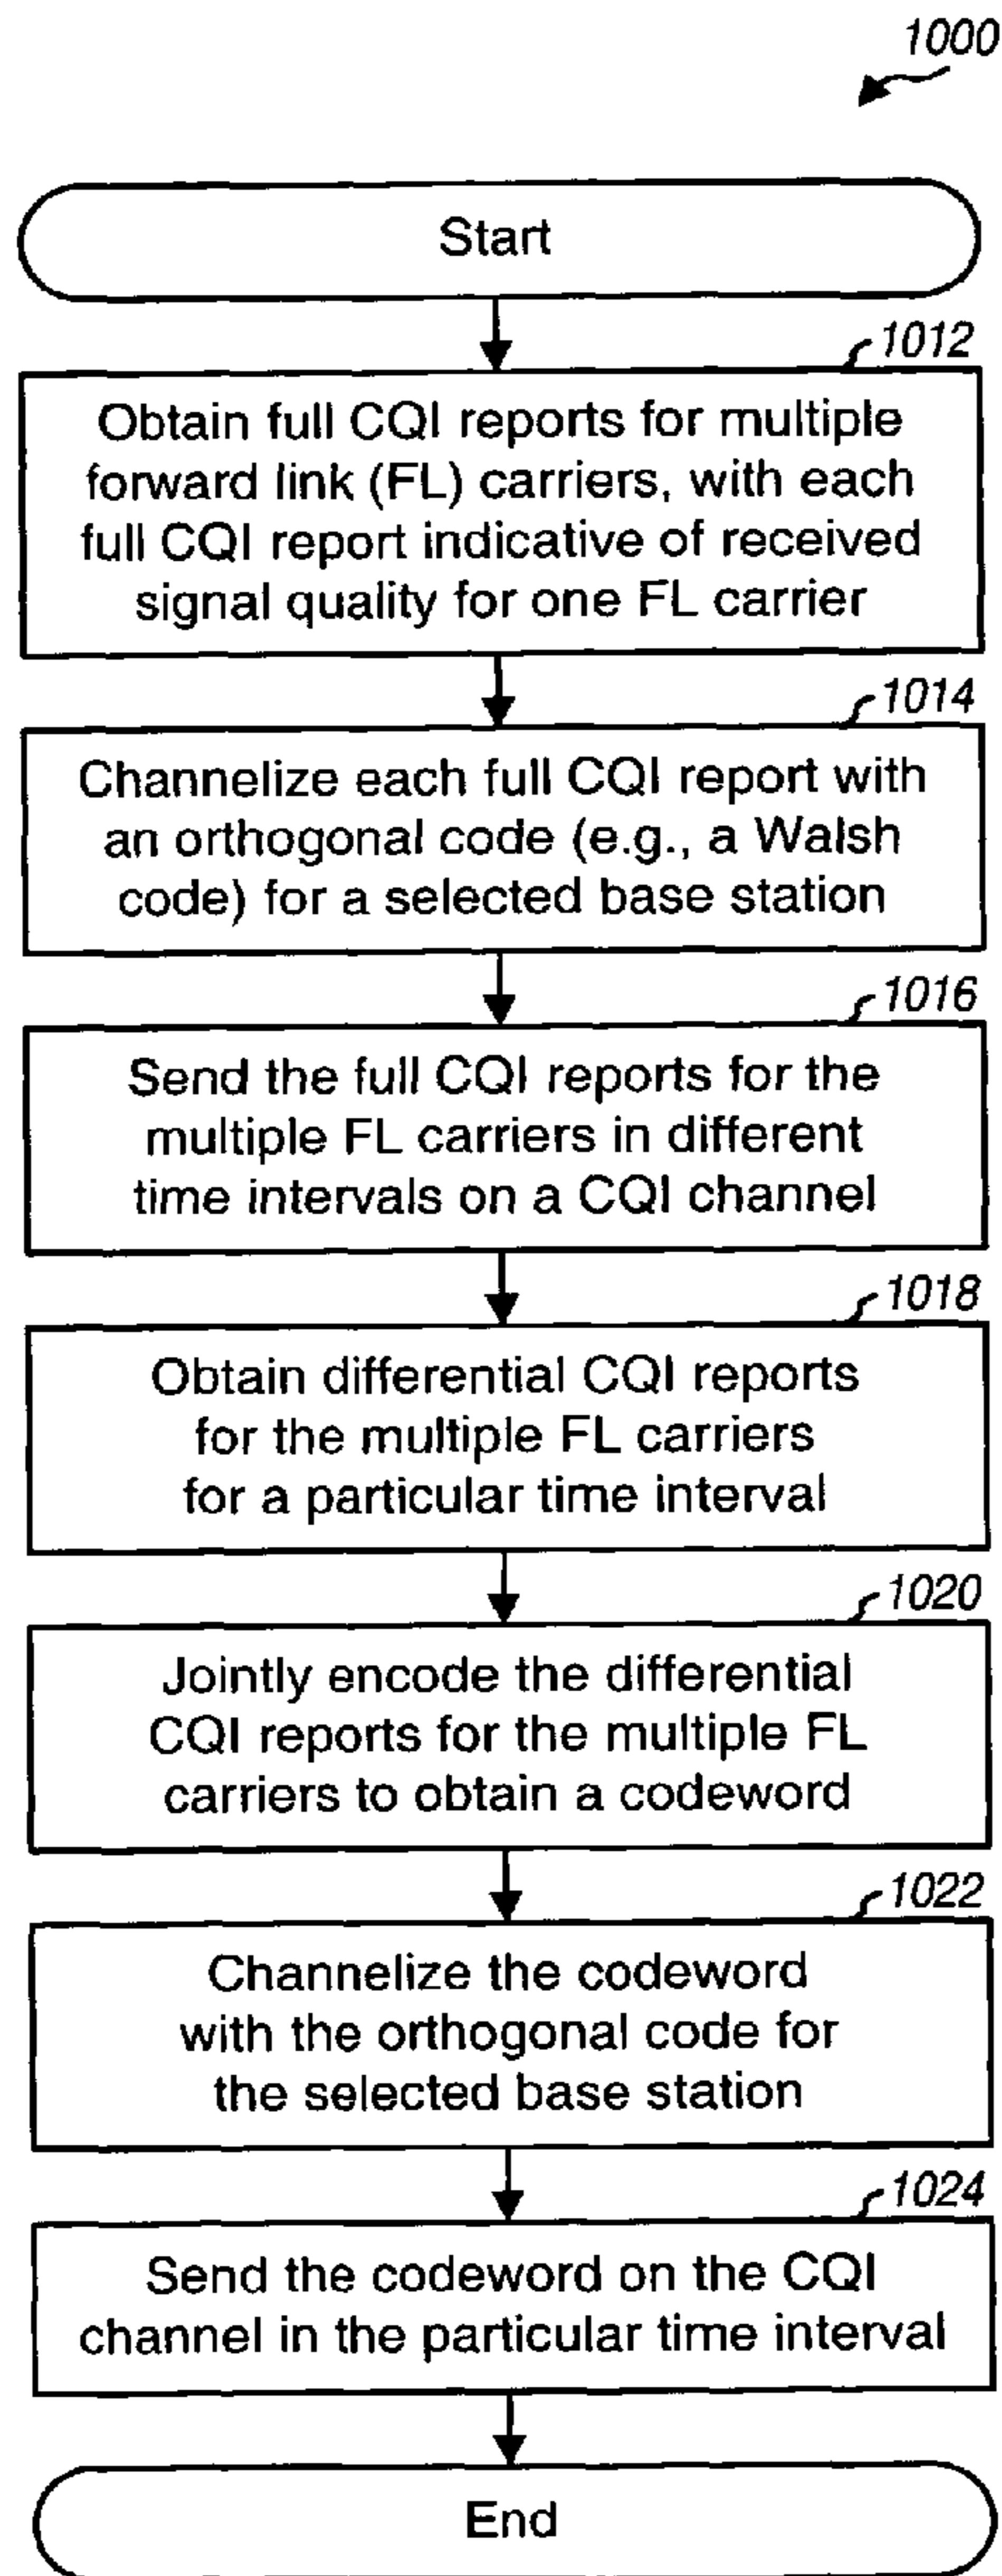 1000
Start
1012
Obtain full CQI reports for multiple
forward link (FL) carriers, with each
full CQI report indicative of received
signal quality for one FL carrier
1014
Channelize each full CQI report with
an orthogonal code (e.g., a Walsh
code) for a selected base station
1016
Send the full CQI reports for the
multiple FL carriers in different
time intervals on a CQI channel
1018
Obtain differential CQI reports
for the multiple FL carriers
for a particular time interval
1020
Jointly encode the differential
CQI reports for the multiple FL
carriers to obtain a codeword
1022
Channelize the codeword
with the orthogonal code for
the selected base station
1024
Send the codeword on the CQI
channel in the particular time interval
End